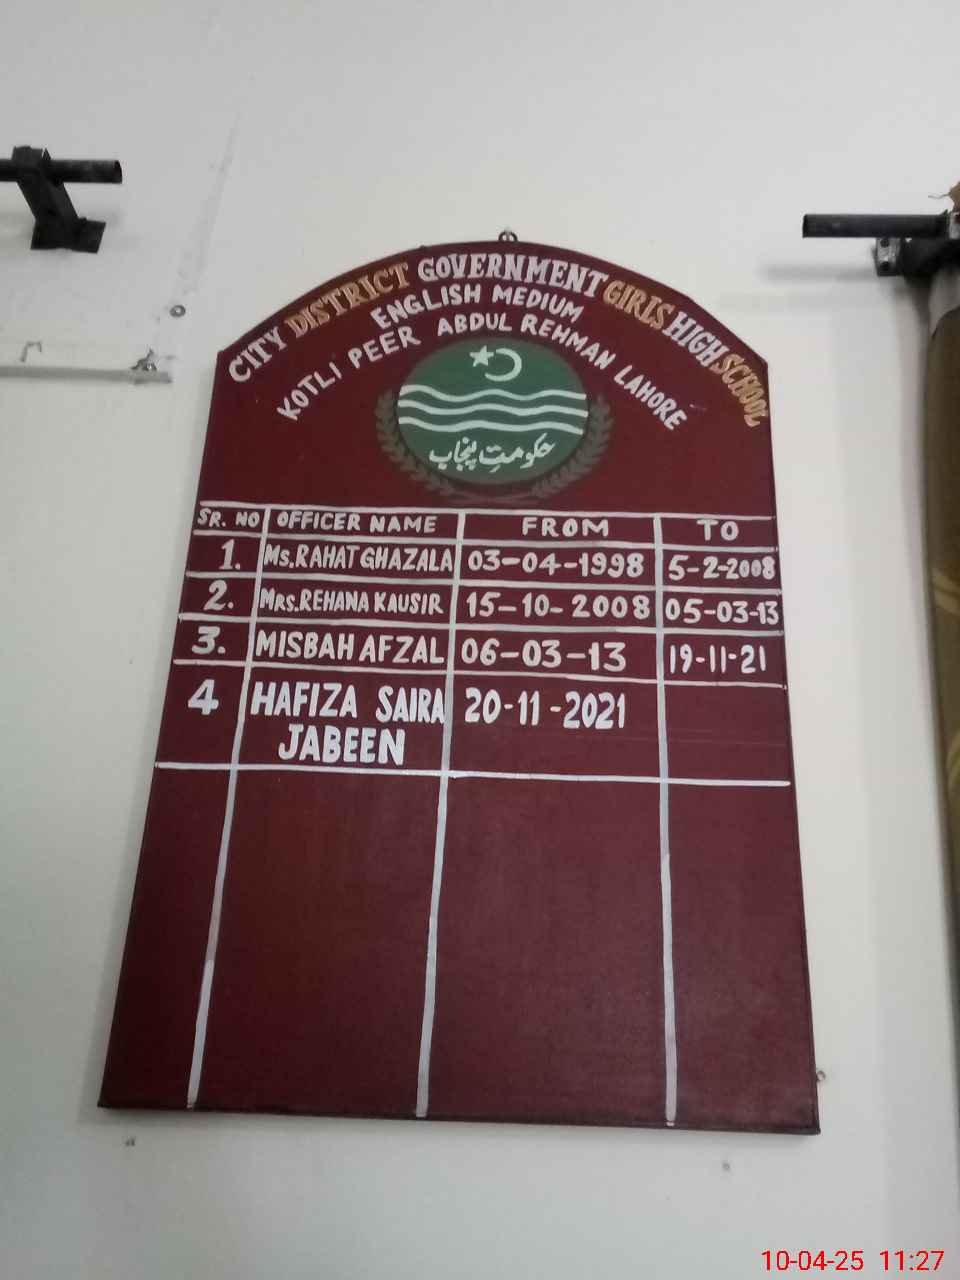 CITY DISTRICT GOVERNMENT GIRLS HIGH SCHOOL
ENGLISH MEDIUM
KOTLI PEER ABDUL REHMAN LAHORE
حکومتِ پنجاب
SR. NO OFFICER NAME FROM TO
1. Ms. RAHAT GHAZALA 03-04-1998 5-2-2008
2. MRS. REHANA KAUSIR 15-10-2008 05-03-13
3. MISBAH AFZAL 06-03-13 19-11-21
4 HAFIZA SAIRA 20-11-2021
JABEEN
10-04-25 11:27